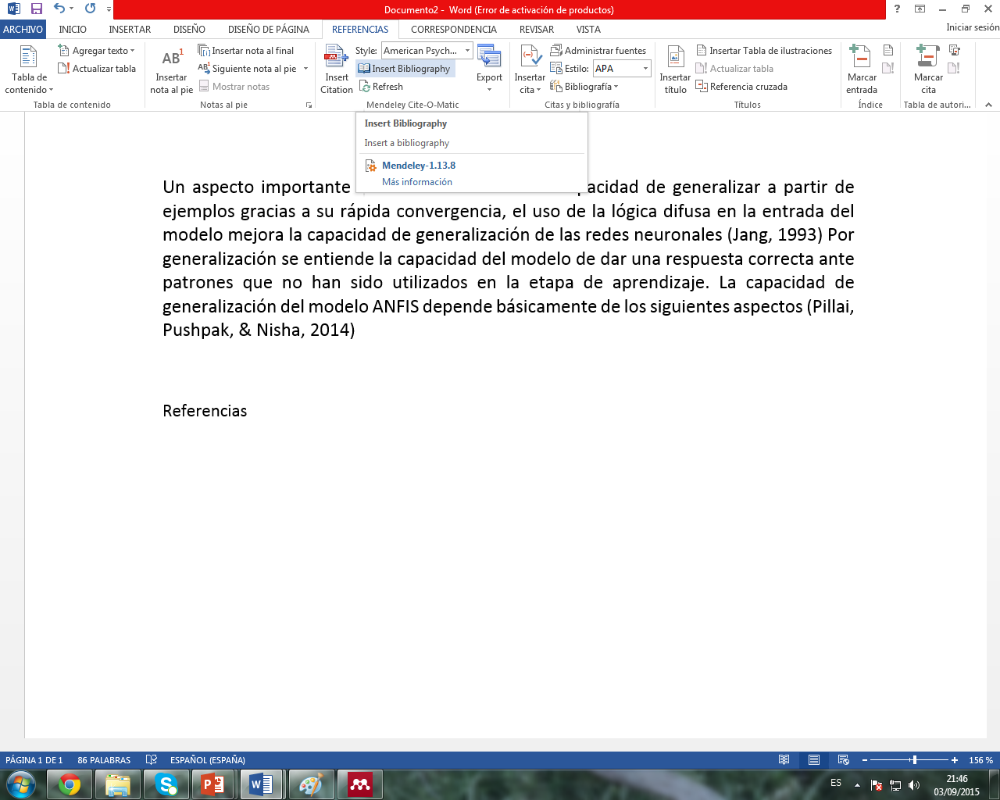 Documento2 - Word (Error de activación de productos)
ARCHIVO INICIO INSERTAR DISEÑO DISEÑO DE PÁGINA REFERENCIAS CORRESPONDENCIA REVISAR VISTA Iniciar sesión
Tabla de contenido
Agregar texto
Actualizar tabla
Tabla de contenido
AB1
Insertar nota al pie
Insertar nota al final
Siguiente nota al pie
Mostrar notas
Notas al pie
Insert Citation
Style: American Psych...
Insert Bibliography
Refresh
Export
Mendeley Cite-O-Matic
Insertar cita
Administrar fuentes
Estilo: APA
Bibliografía
Citas y bibliografía
Insertar título
Insertar Tabla de ilustraciones
Actualizar tabla
Referencia cruzada
Títulos
Marcar entrada
Índice
Marcar cita
Tabla de autori...
Insert Bibliography
Insert a bibliography
Mendeley-1.13.8
Más información
Un aspecto importante pacidad de generalizar a partir de
ejemplos gracias a su rápida convergencia, el uso de la lógica difusa en la entrada del
modelo mejora la capacidad de generalización de las redes neuronales (Jang, 1993) Por
generalización se entiende la capacidad del modelo de dar una respuesta correcta ante
patrones que no han sido utilizados en la etapa de aprendizaje. La capacidad de
generalización del modelo ANFIS depende básicamente de los siguientes aspectos (Pillai,
Pushpak, & Nisha, 2014)
Referencias
PÁGINA 1 DE 1 86 PALABRAS ESPAÑOL (ESPAÑA) 156 %
ES 21:46
03/09/2015